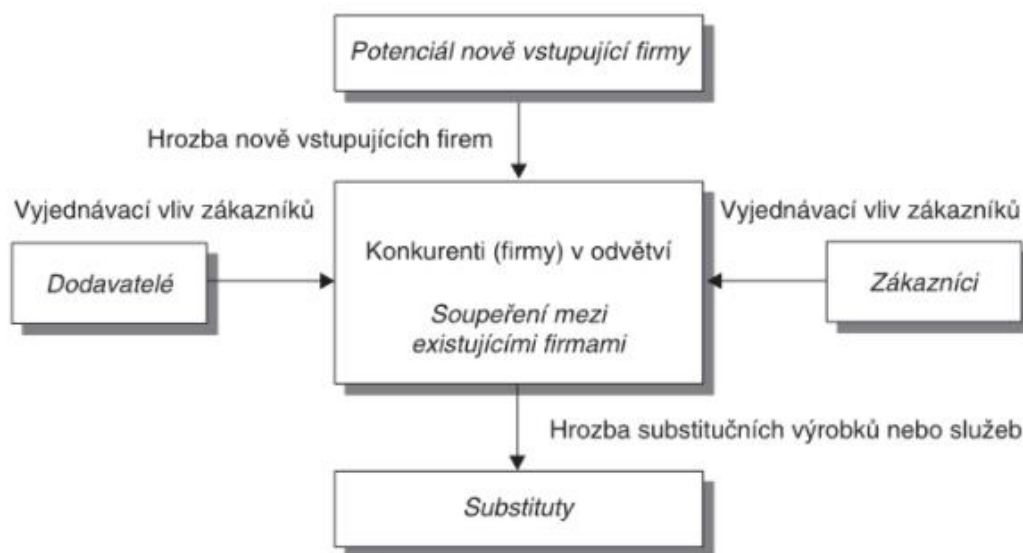 Potenciál nově vstupující firmy
Hrozba nově vstupujících firem
Vyjednávací vliv zákazníků
Vyjednávací vliv zákazníků
Dodavatelé
Konkurenti (firmy) v odvětví
Soupeření mezi
existujícími firmami
Zákazníci
Hrozba substitučních výrobků nebo služeb
Substituty